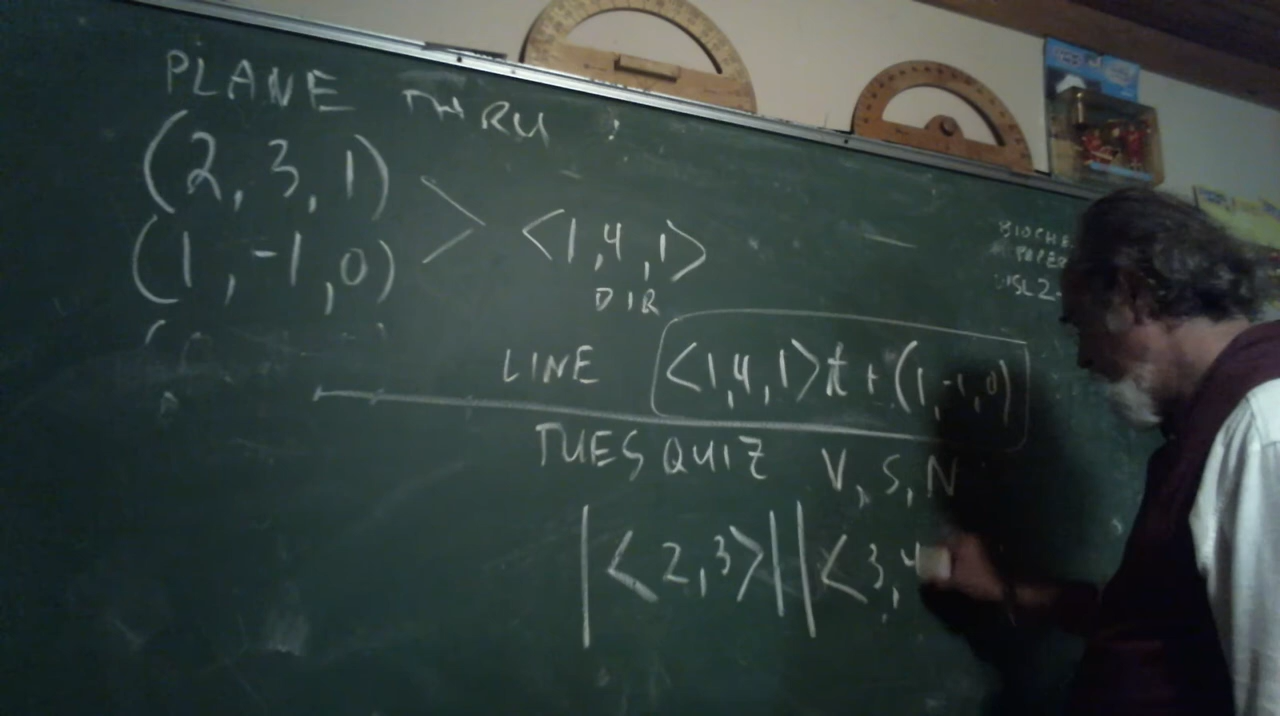 PLANE THRU :
(2, 3, 1)
(1, -1, 0)
<1, 4, 1>
DIR
LINE <1, 4, 1>t + (1, -1, 0)
TUES QUIZ V, S, N
|<2, 3>| |<3, 4